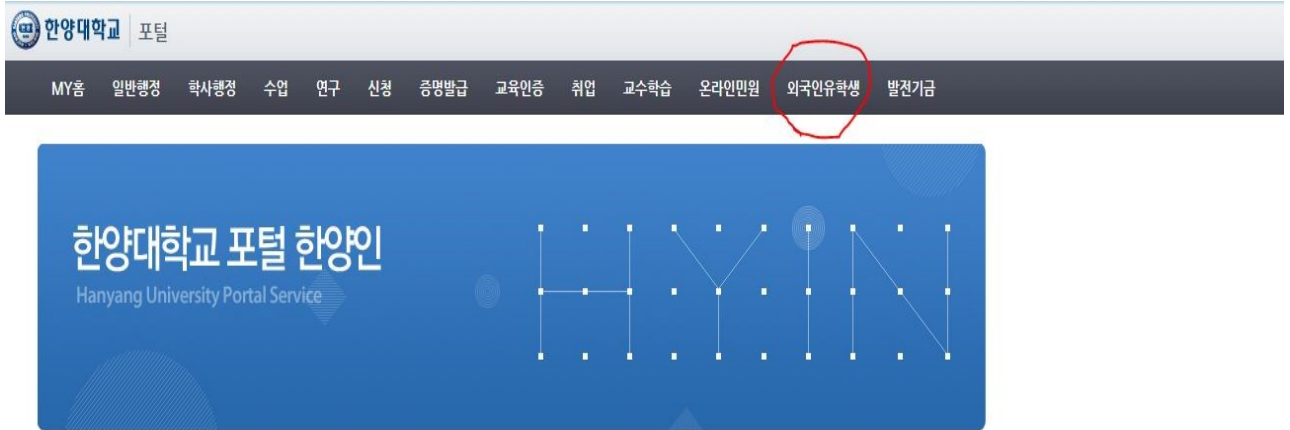 한양대학교 포털
MY홈 일반행정 학사행정 수업 연구 신청 증명발급 교육인증 취업 교수학습 온라인민원 외국인유학생 발전기금
한양대학교 포털 한양인
Hanyang University Portal Service
HYIN